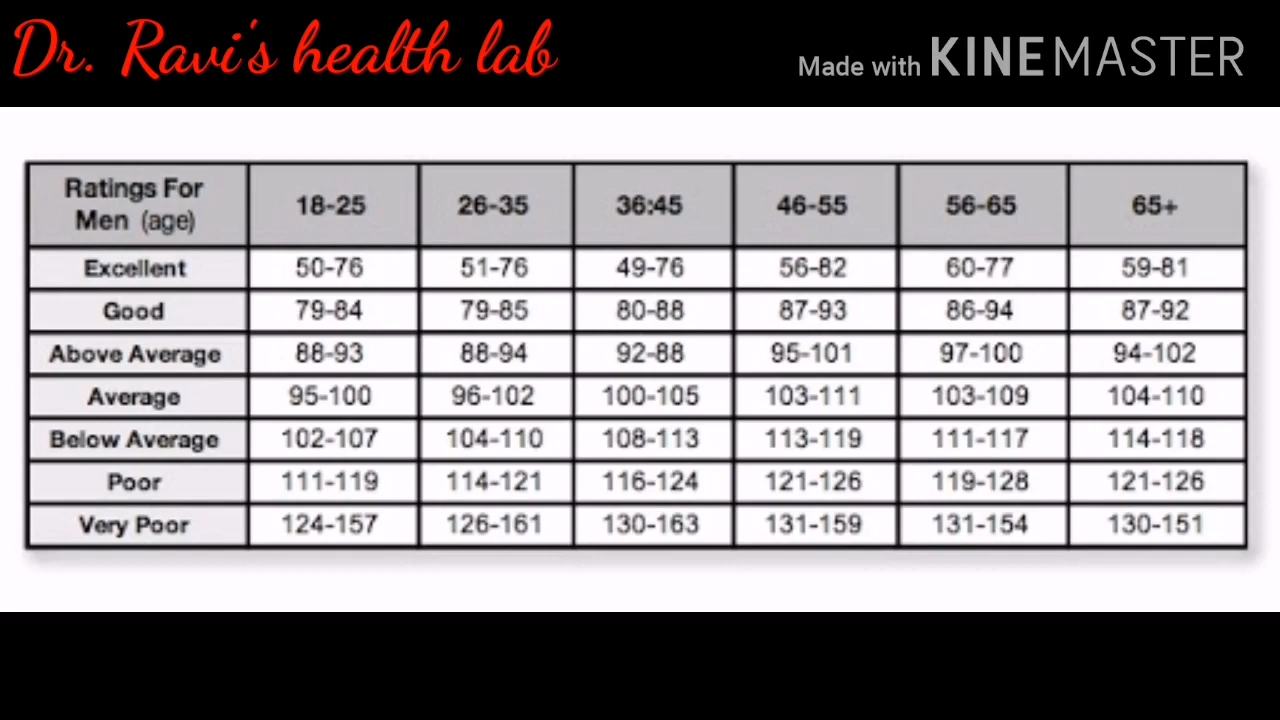 Dr. Ravi's health lab
Made with KINEMASTER
Ratings For Men (age) 18-25 26-35 36:45 46-55 56-65 65+
Excellent 50-76 51-76 49-76 56-82 60-77 59-81
Good 79-84 79-85 80-88 87-93 86-94 87-92
Above Average 88-93 88-94 92-88 95-101 97-100 94-102
Average 95-100 96-102 100-105 103-111 103-109 104-110
Below Average 102-107 104-110 108-113 113-119 111-117 114-118
Poor 111-119 114-121 116-124 121-126 119-128 121-126
Very Poor 124-157 126-161 130-163 131-159 131-154 130-151